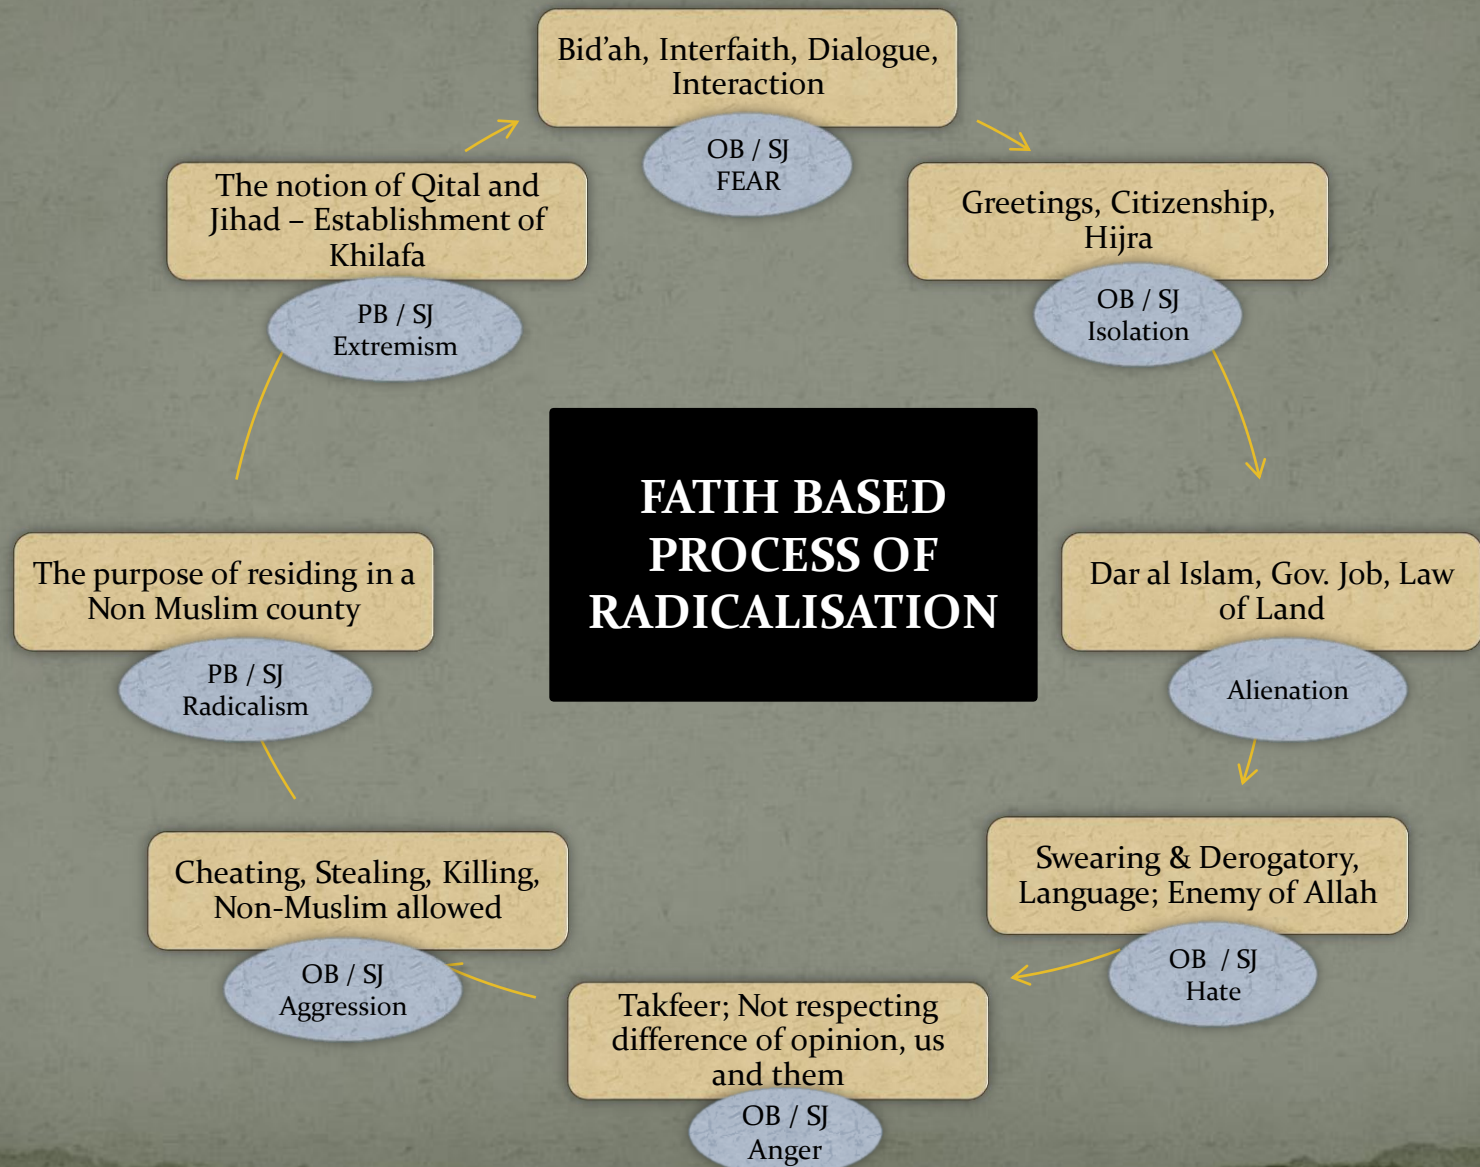 Bid’ah, Interfaith, Dialogue,
Interaction
OB / SJ
FEAR
Greetings, Citizenship,
Hijra
OB / SJ
Isolation
Dar al Islam, Gov. Job, Law
of Land
Alienation
Swearing & Derogatory,
Language; Enemy of Allah
OB / SJ
Hate
Takfeer; Not respecting
difference of opinion, us
and them
OB / SJ
Anger
Cheating, Stealing, Killing,
Non-Muslim allowed
OB / SJ
Aggression
The purpose of residing in a
Non Muslim county
PB / SJ
Radicalism
The notion of Qital and
Jihad – Establishment of
Khilafa
PB / SJ
Extremism
FATIH BASED
PROCESS OF
RADICALISATION